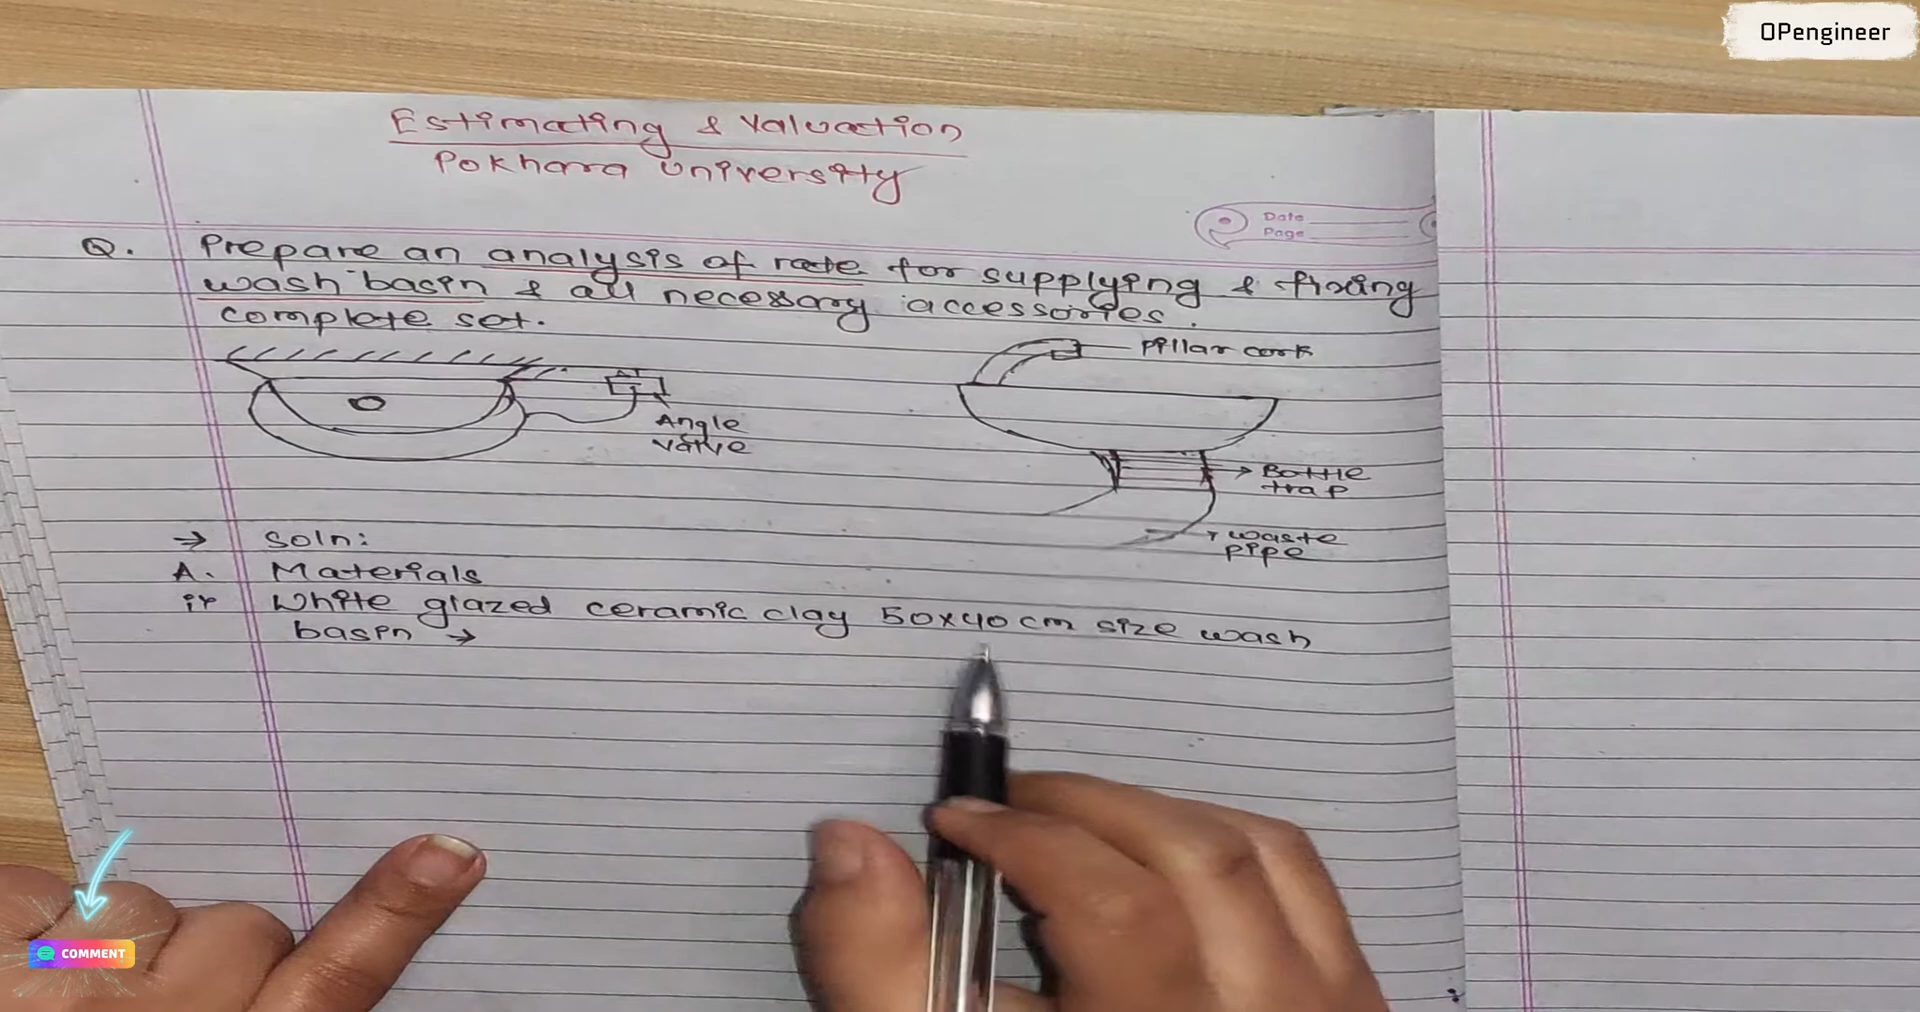 OPengineer
Estimating & Valuation
Pokhara University
Date
Page
Q. Prepare an analysis of rate for supplying & fixing
wash basin & all necessary accessories.
complete set.
Pillar cork
Angle
valve
Bottle
trap
waste
pipe
→ Soln:
A. Materials
i> White glazed ceramic clay 50x40 cm size wash
basin →
COMMENT